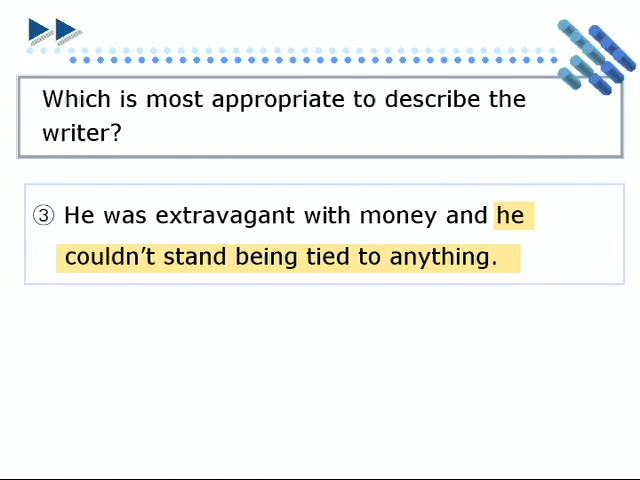 Which is most appropriate to describe the
writer?
③ He was extravagant with money and he
couldn't stand being tied to anything.